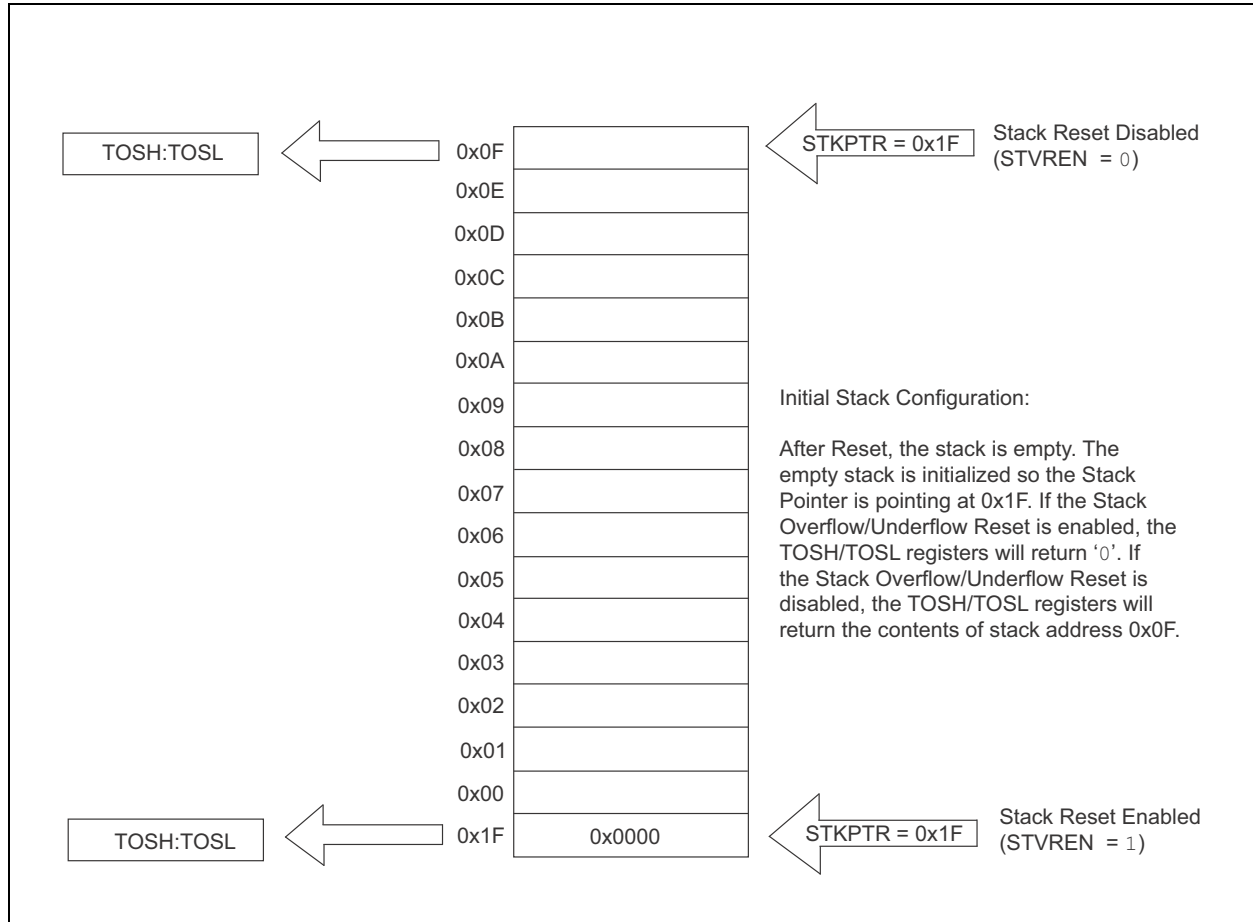 TOSH:TOSL
0x0F
STKPTR = 0x1F
Stack Reset Disabled
(STVREN = 0)
0x0E
0x0D
0x0C
0x0B
0x0A
0x09
0x08
0x07
0x06
0x05
0x04
0x03
0x02
0x01
0x00
Initial Stack Configuration:
After Reset, the stack is empty. The
empty stack is initialized so the Stack
Pointer is pointing at 0x1F. If the Stack
Overflow/Underflow Reset is enabled, the
TOSH/TOSL registers will return ‘0’. If
the Stack Overflow/Underflow Reset is
disabled, the TOSH/TOSL registers will
return the contents of stack address 0x0F.
TOSH:TOSL
0x1F
0x0000
STKPTR = 0x1F
Stack Reset Enabled
(STVREN = 1)